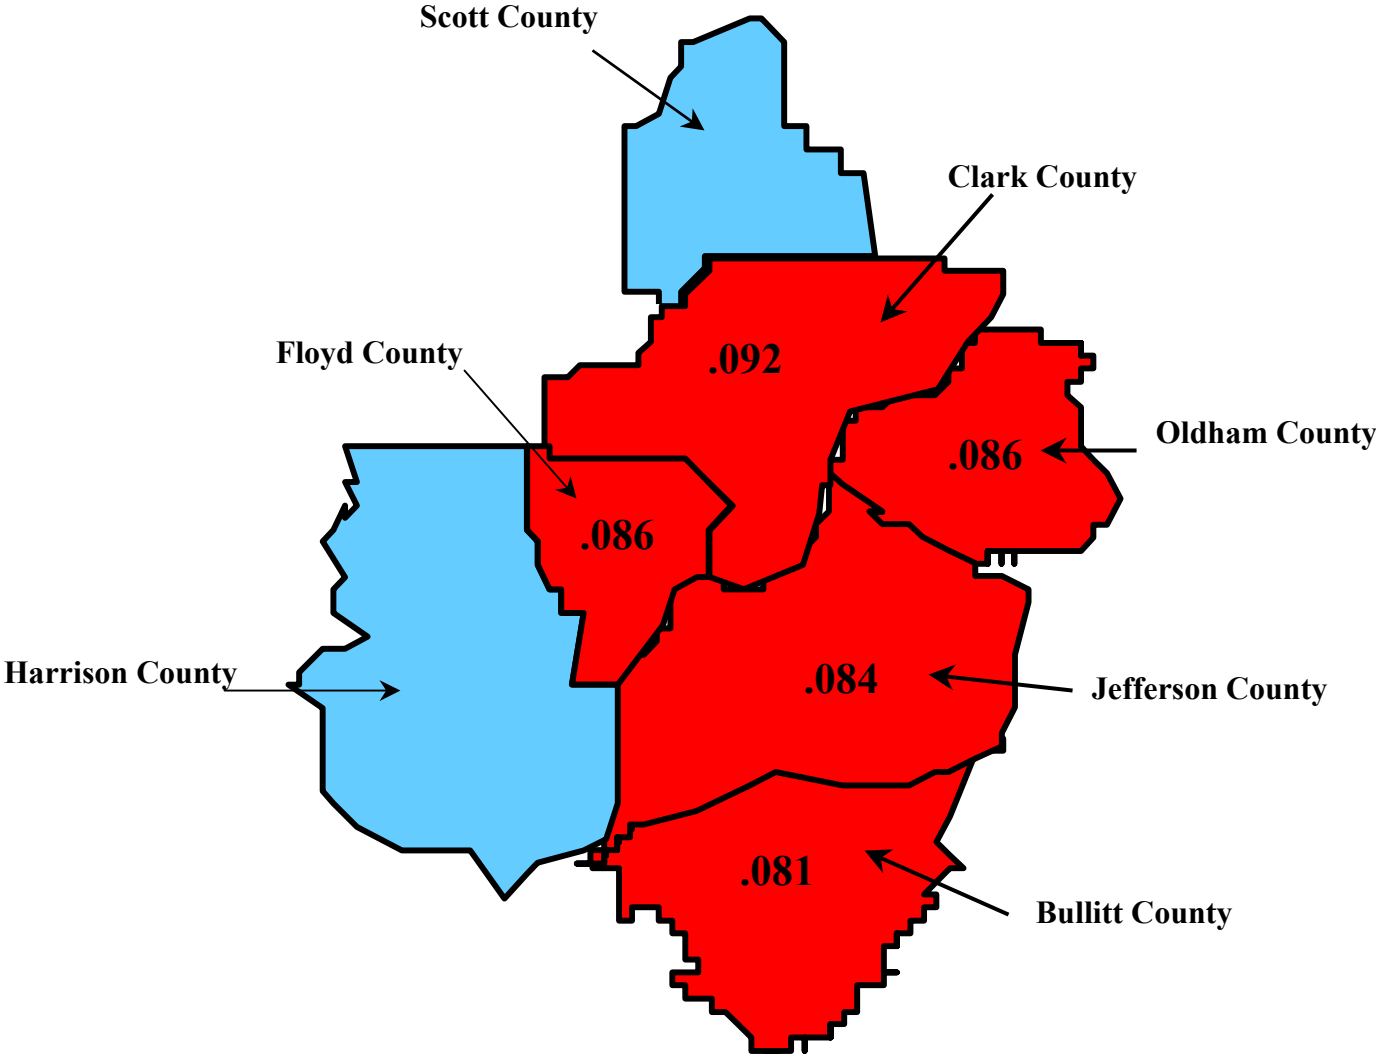 Scott County
Clark County
Floyd County
.092
Oldham County
.086
.086
Harrison County
.084
Jefferson County
.081
Bullitt County